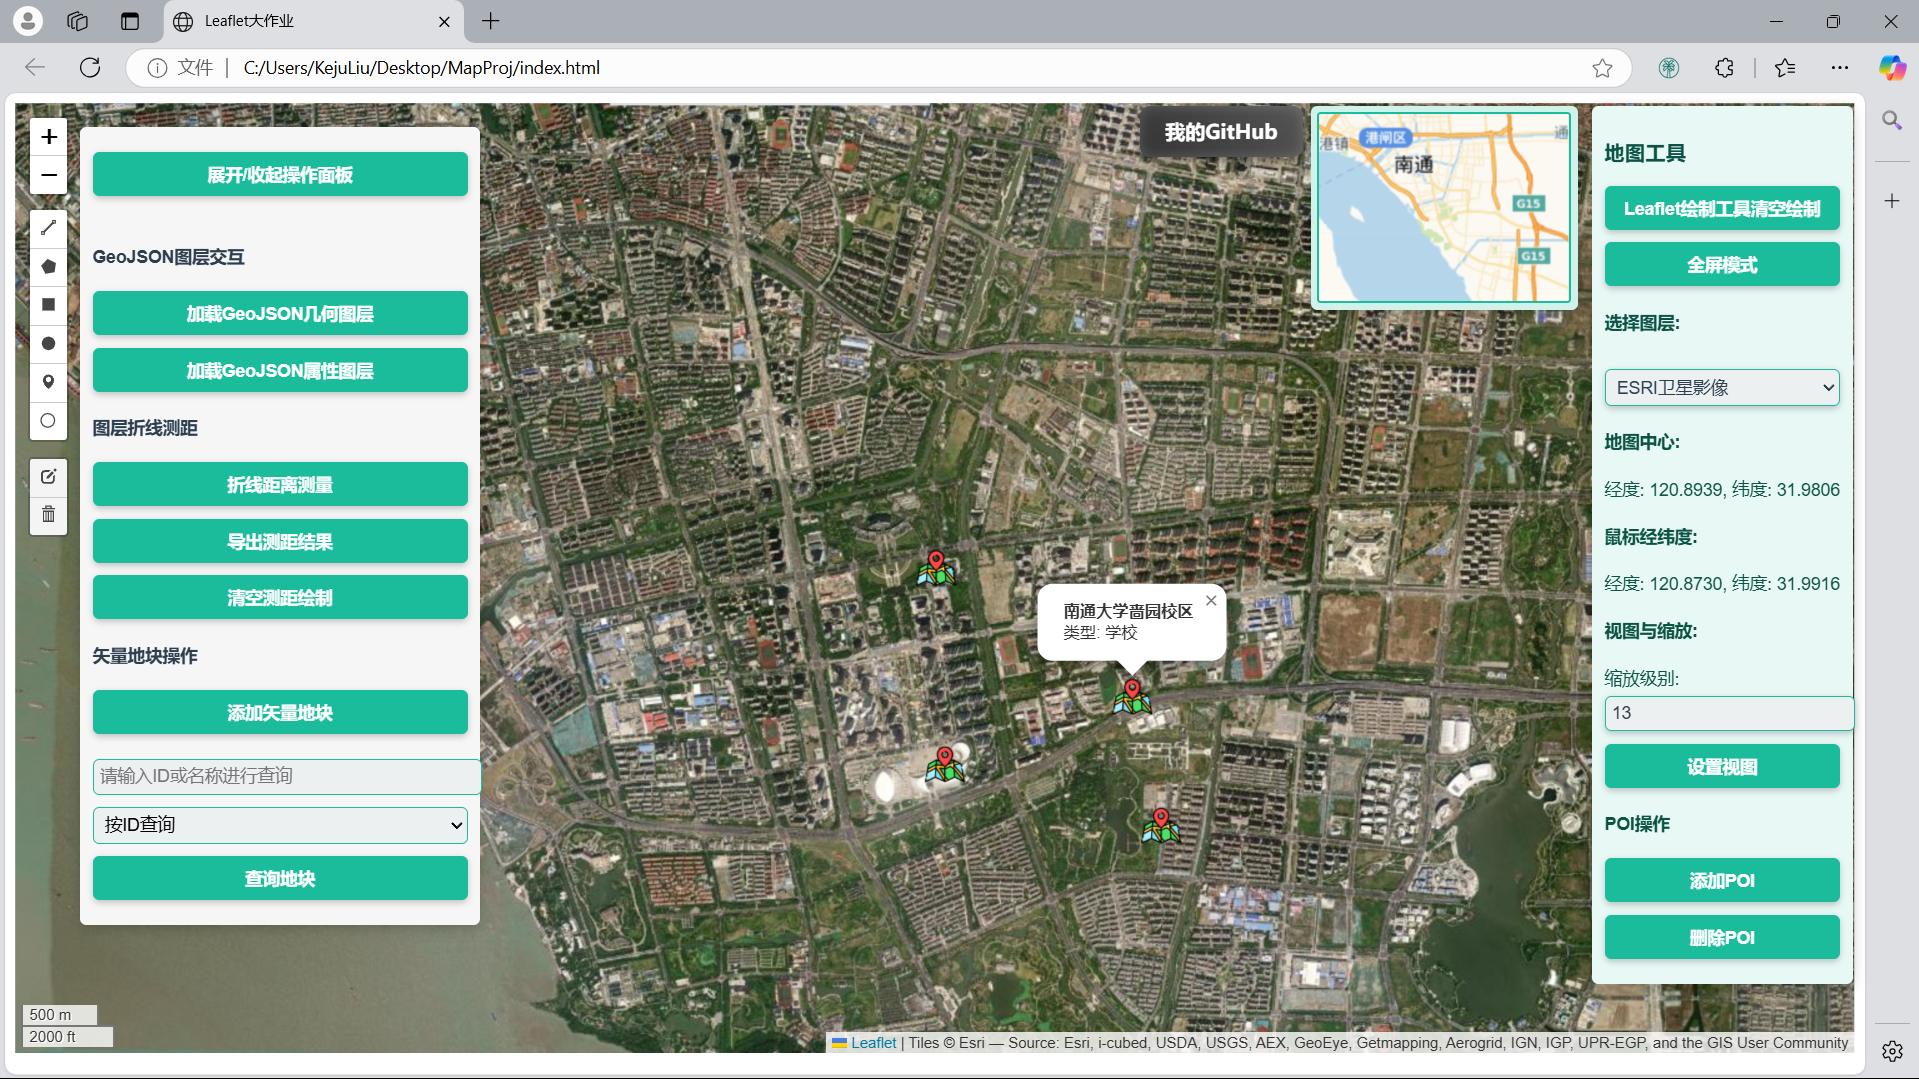 Leaflet大作业
文件
C:/Users/KejuLiu/Desktop/MapProj/index.html
+
−
展开/收起操作面板
GeoJSON图层交互
加载GeoJSON几何图层
加载GeoJSON属性图层
图层折线测距
折线距离测量
导出测距结果
清空测距绘制
矢量地块操作
添加矢量地块
请输入ID或名称进行查询
按ID查询
查询地块
500 m
2000 ft
我的GitHub
港镇
港闸区
通
南通
G15
G15
南通大学啬园校区
×
类型: 学校
地图工具
Leaflet绘制工具清空绘制
全屏模式
选择图层:
ESRI卫星影像
地图中心:
经度: 120.8939, 纬度: 31.9806
鼠标经纬度:
经度: 120.8730, 纬度: 31.9916
视图与缩放:
缩放级别:
13
设置视图
POI操作
添加POI
删除POI
Leaflet | Tiles © Esri — Source: Esri, i-cubed, USDA, USGS, AEX, GeoEye, Getmapping, Aerogrid, IGN, IGP, UPR-EGP, and the GIS User Community